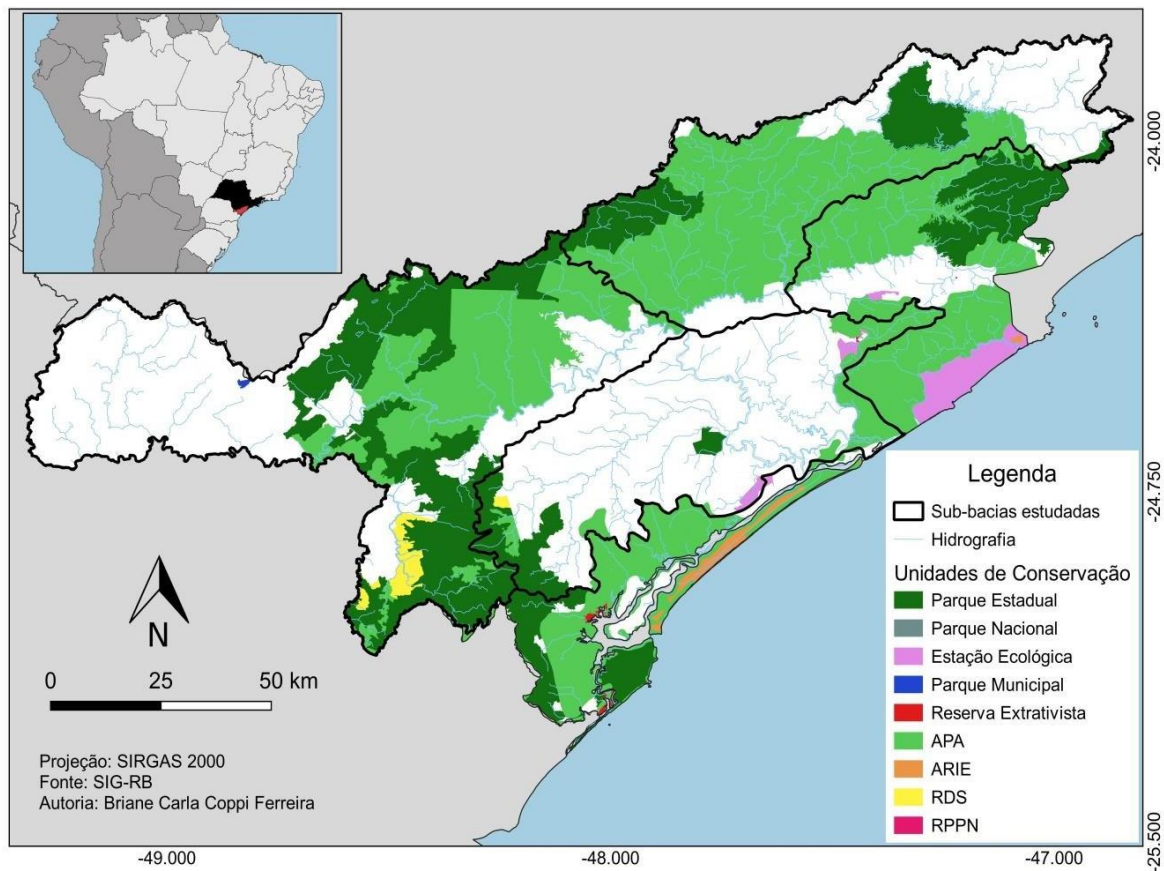 -24.000
-24.750
-25.500
Legenda
Sub-bacias estudadas
Hidrografia
Unidades de Conservação
Parque Estadual
Parque Nacional
Estação Ecológica
Parque Municipal
Reserva Extrativista
APA
ARIE
RDS
RPPN
N
0 25 50 km
Projeção: SIRGAS 2000
Fonte: SIG-RB
Autoria: Briane Carla Coppi Ferreira
-49.000 -48.000 -47.000